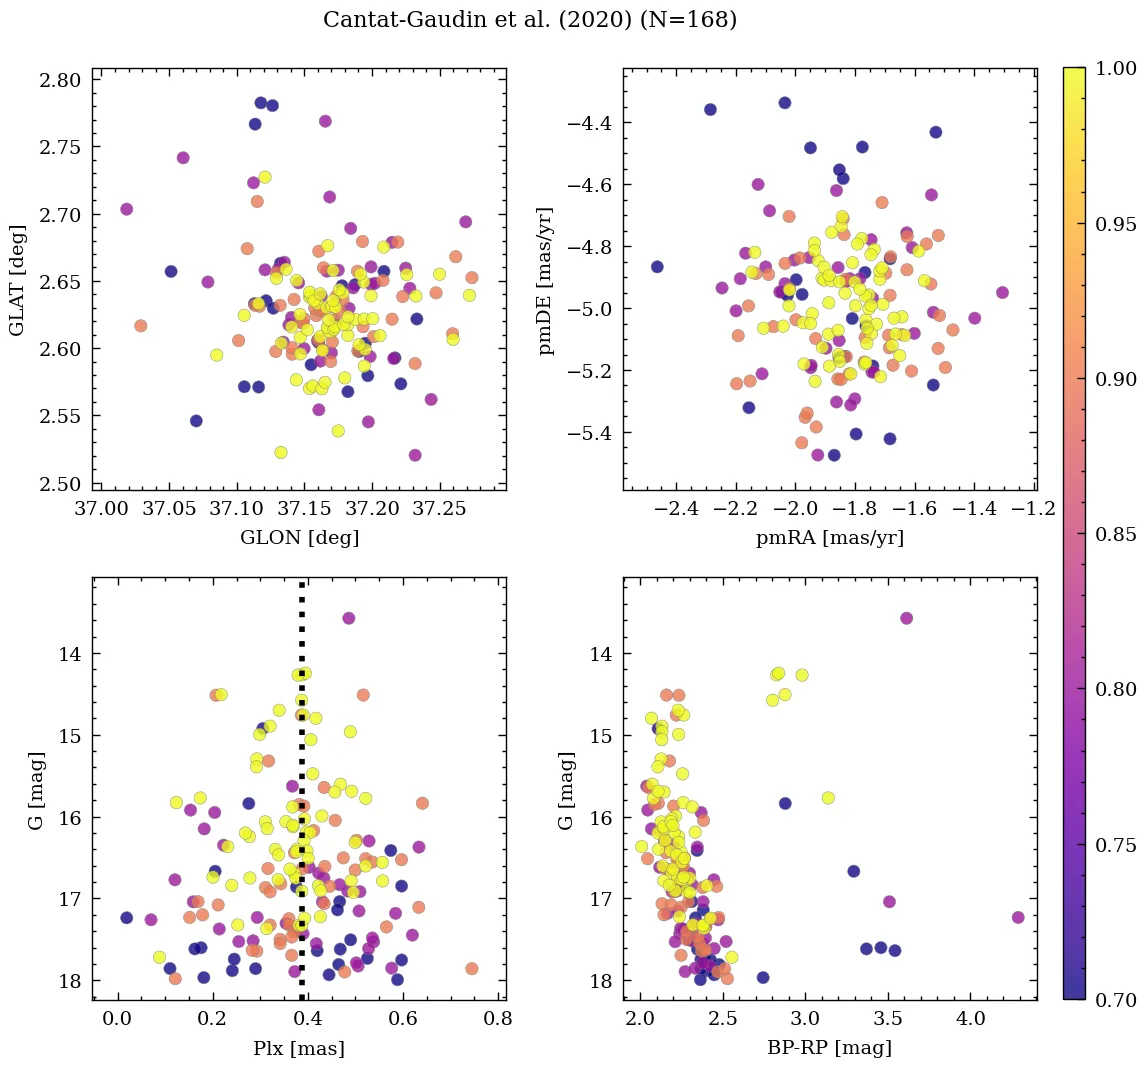 Cantat-Gaudin et al. (2020) (N=168)
2.80
2.75
2.70
2.65
2.60
2.55
2.50
GLAT [deg]
37.00 37.05 37.10 37.15 37.20 37.25
GLON [deg]
−4.4
−4.6
−4.8
−5.0
−5.2
−5.4
pmDE [mas/yr]
−2.4 −2.2 −2.0 −1.8 −1.6 −1.4 −1.2
pmRA [mas/yr]
14
15
16
17
18
G [mag]
0.0 0.2 0.4 0.6 0.8
Plx [mas]
14
15
16
17
18
G [mag]
2.0 2.5 3.0 3.5 4.0
BP-RP [mag]
1.00
0.95
0.90
0.85
0.80
0.75
0.70